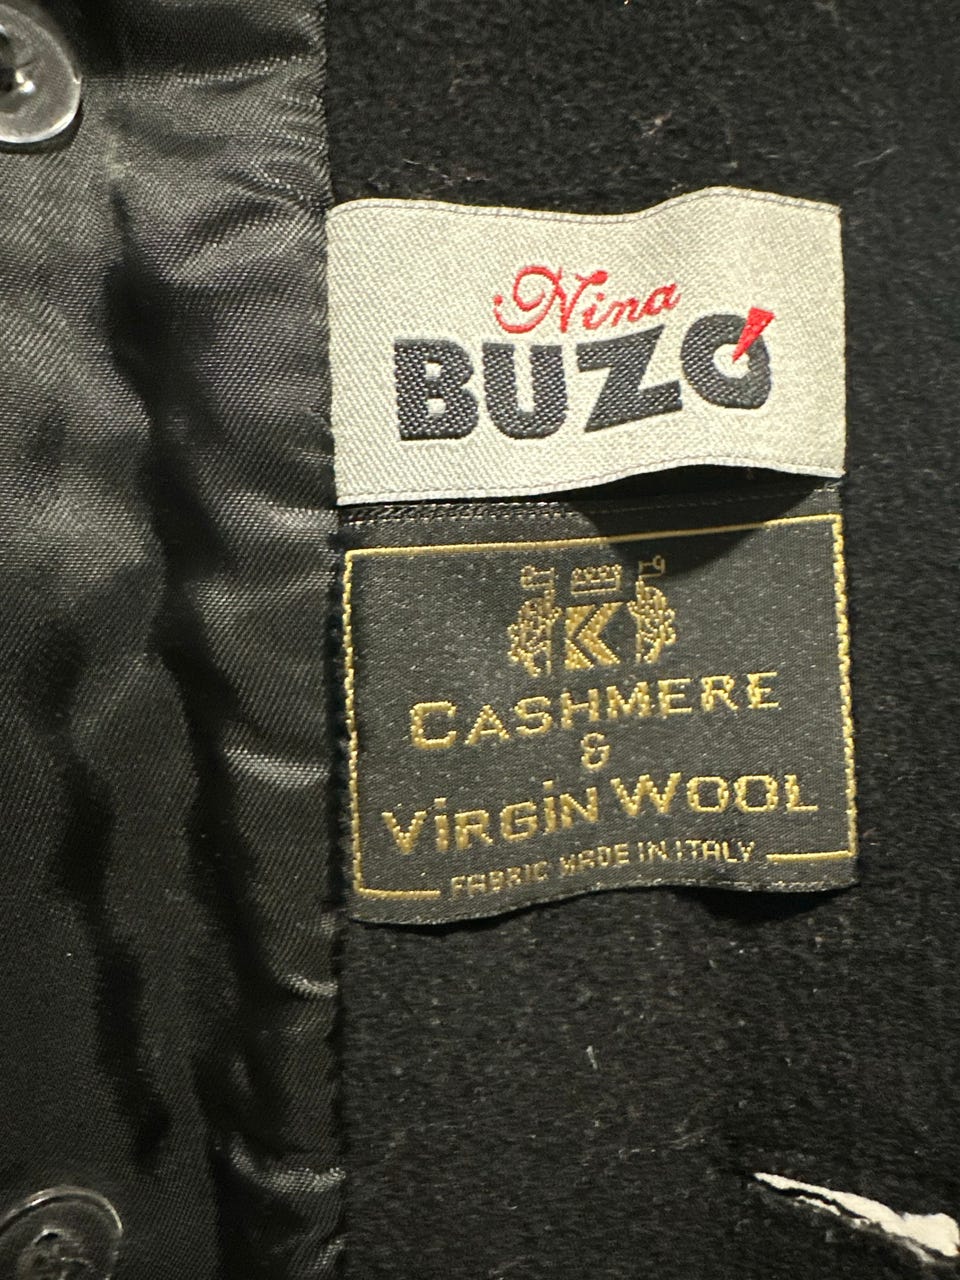 Nina
BUZO'
K
CASHMERE
&
VIRGIN WOOL
FABRIC MADE IN ITALY